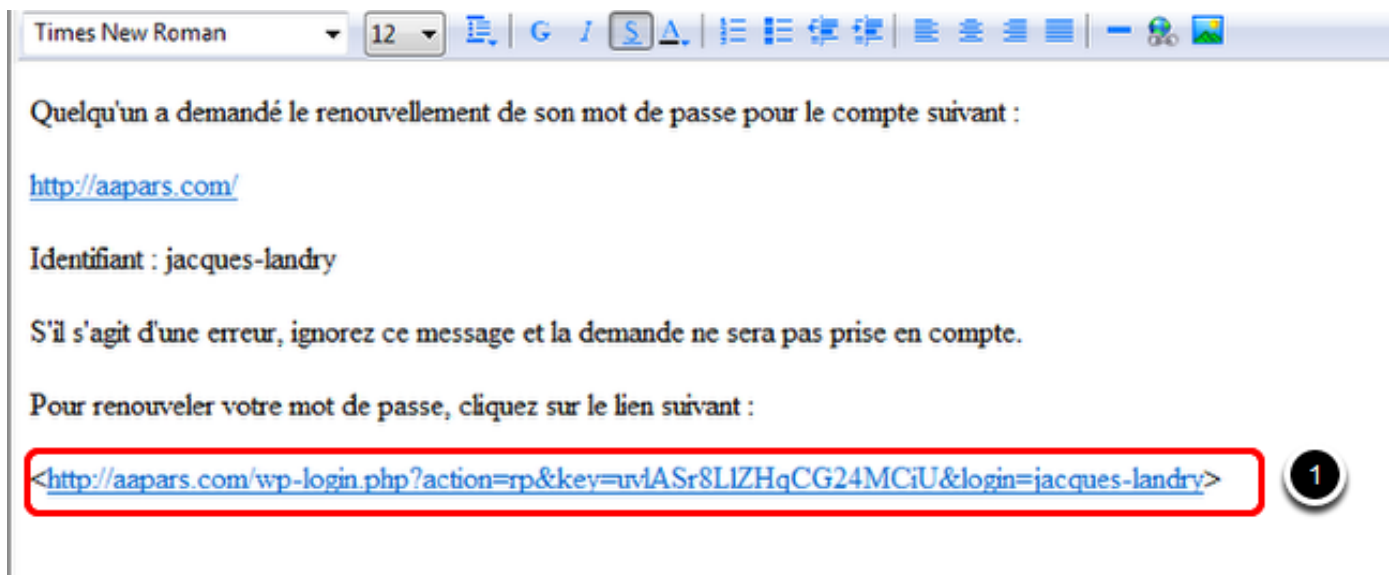 Times New Roman 12 G I S A
Quelqu'un a demandé le renouvellement de son mot de passe pour le compte suivant :
http://aapars.com/
Identifiant : jacques-landry
S'il s'agit d'une erreur, ignorez ce message et la demande ne sera pas prise en compte.
Pour renouveler votre mot de passe, cliquez sur le lien suivant :
<http://aapars.com/wp-login.php?action=rp&key=uvlASr8LlZHqCG24MCiU&login=jacques-landry>
1